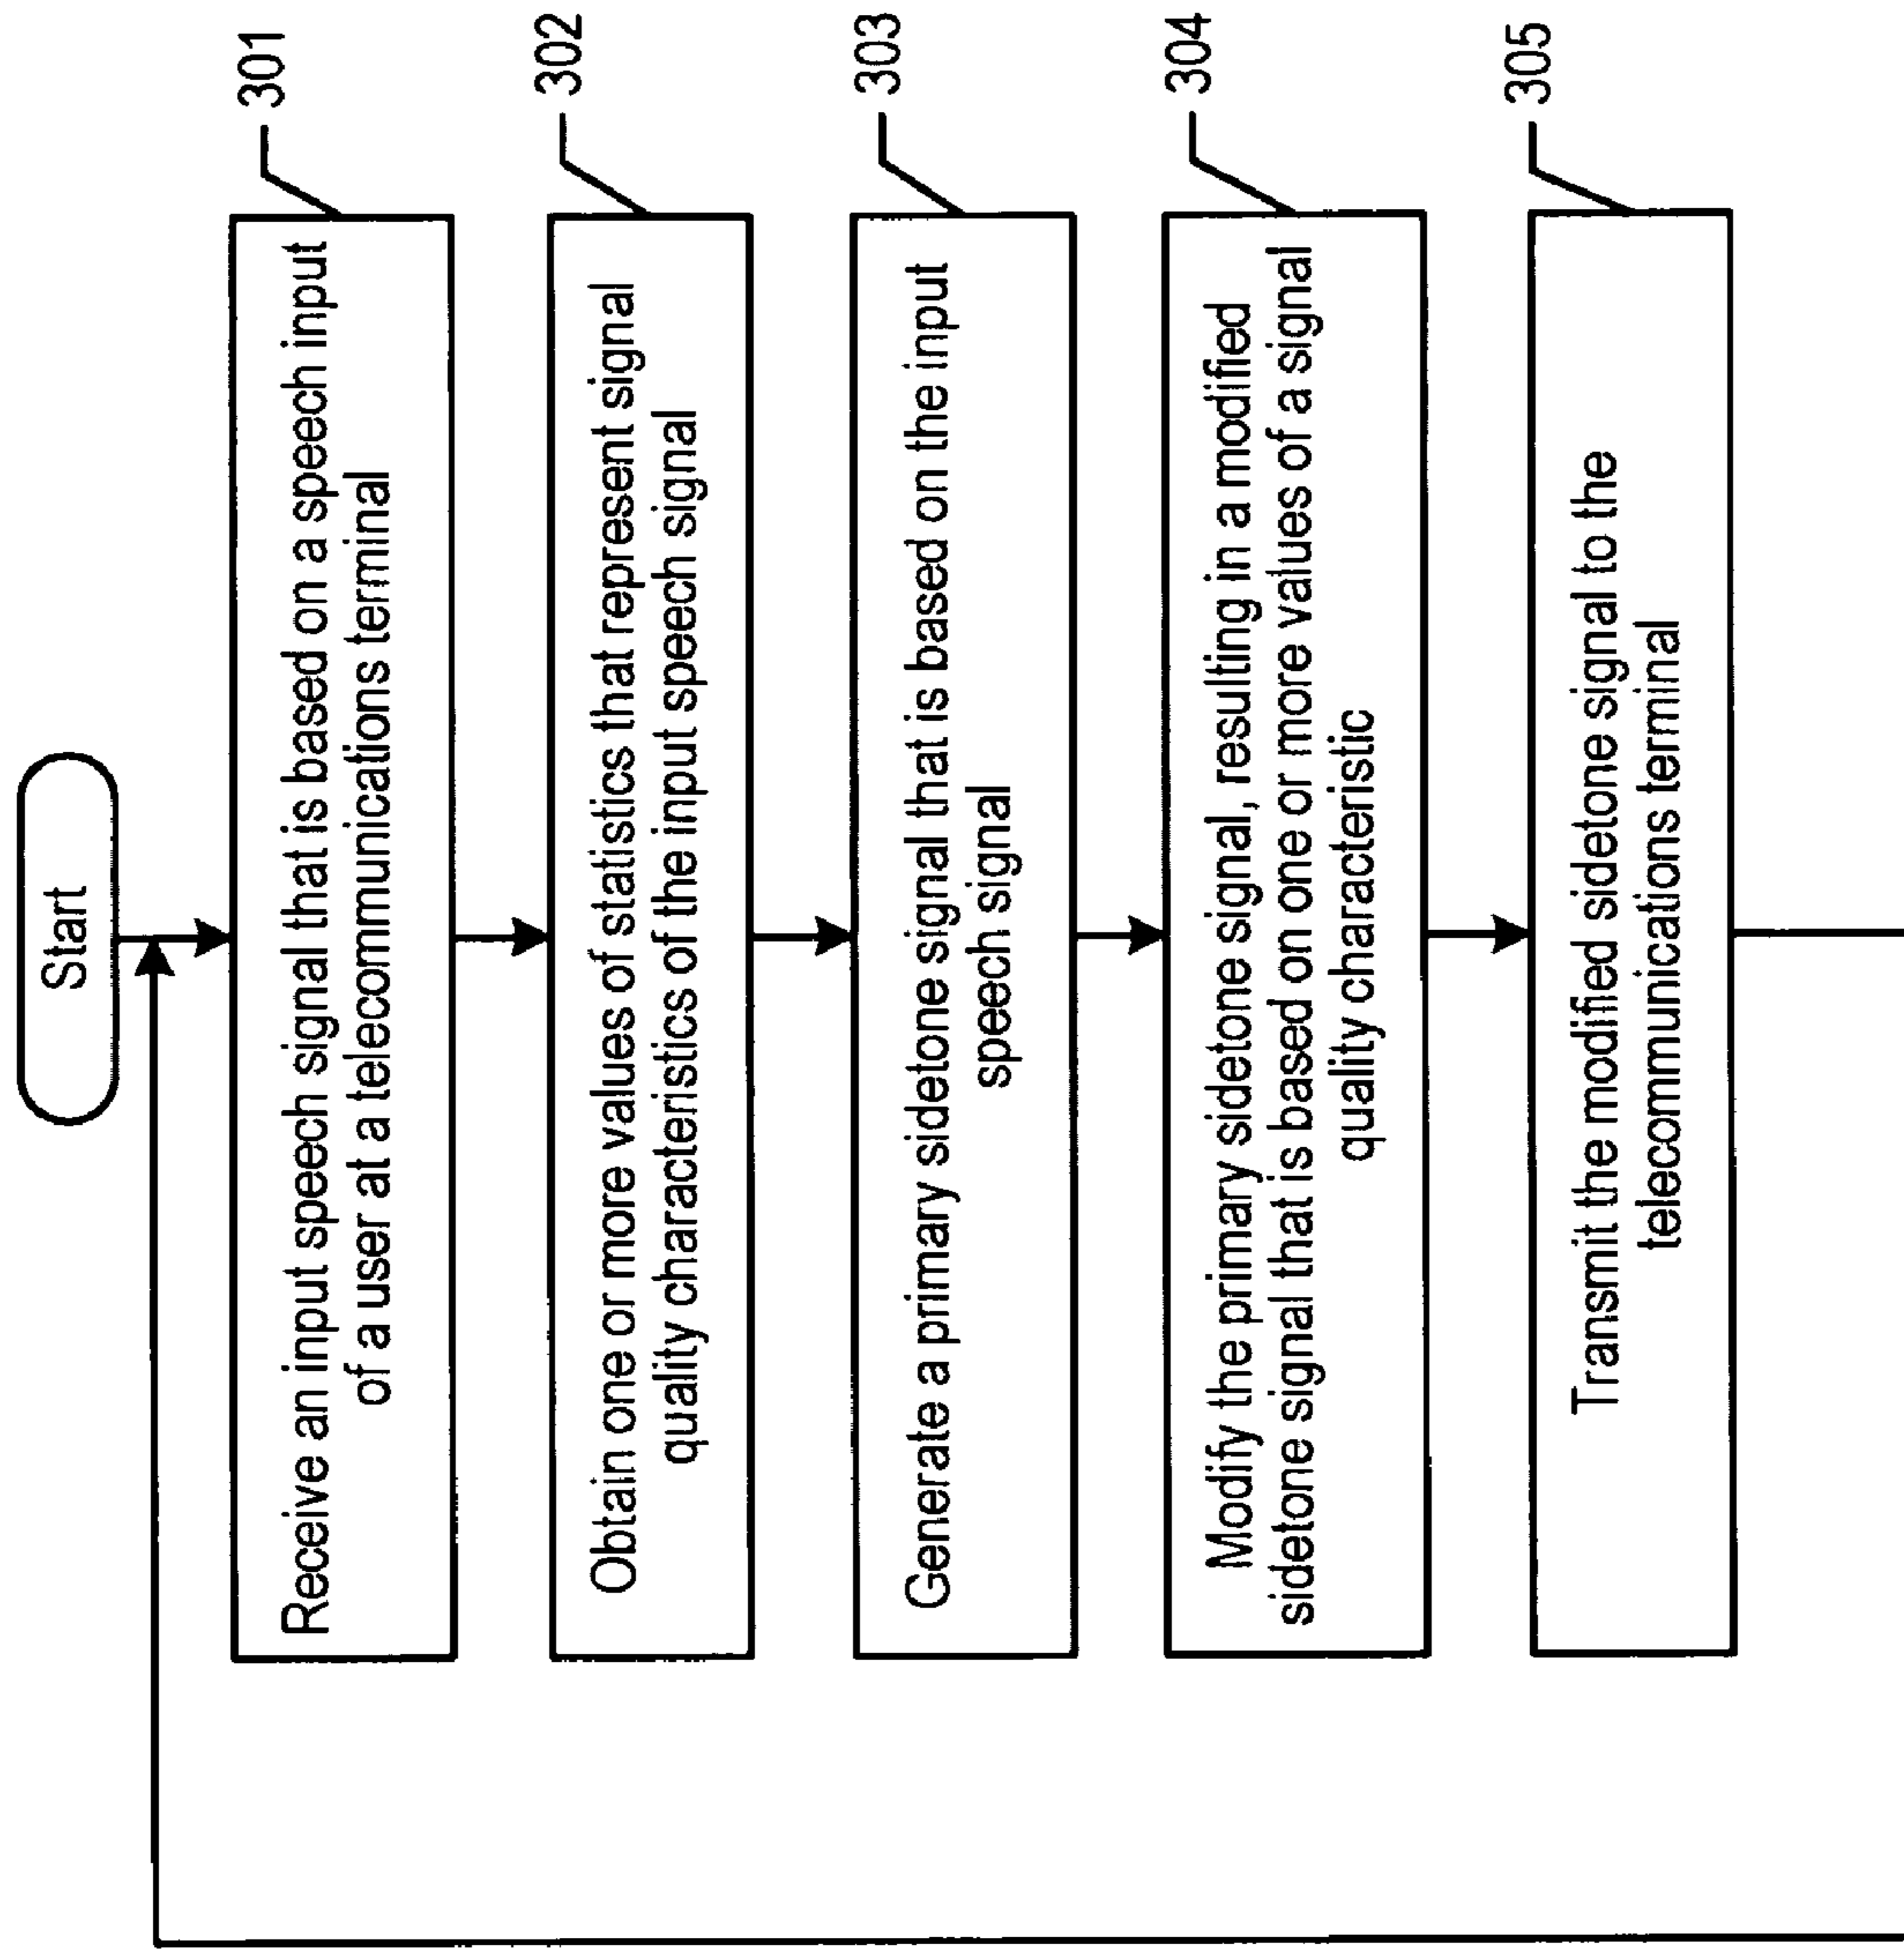 Start
301
Receive an input speech signal that is based on a speech input
of a user at a telecommunications terminal
302
Obtain one or more values of statistics that represent signal
quality characteristics of the input speech signal
303
Generate a primary sidetone signal that is based on the input
speech signal
304
Modify the primary sidetone signal, resulting in a modified
sidetone signal that is based on one or more values of a signal
quality characteristic
305
Transmit the modified sidetone signal to the
telecommunications terminal